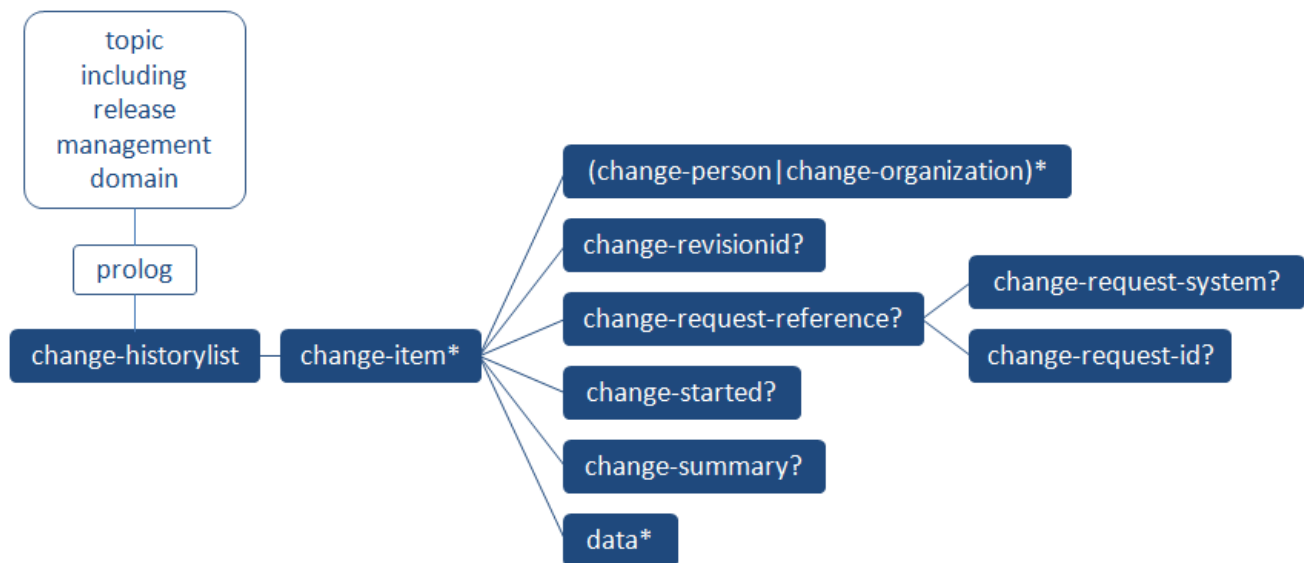 topic
including
release
management
domain
prolog
change-historylist
change-item*
(change-person|change-organization)*
change-revisionid?
change-request-reference?
change-request-system?
change-request-id?
change-started?
change-summary?
data*